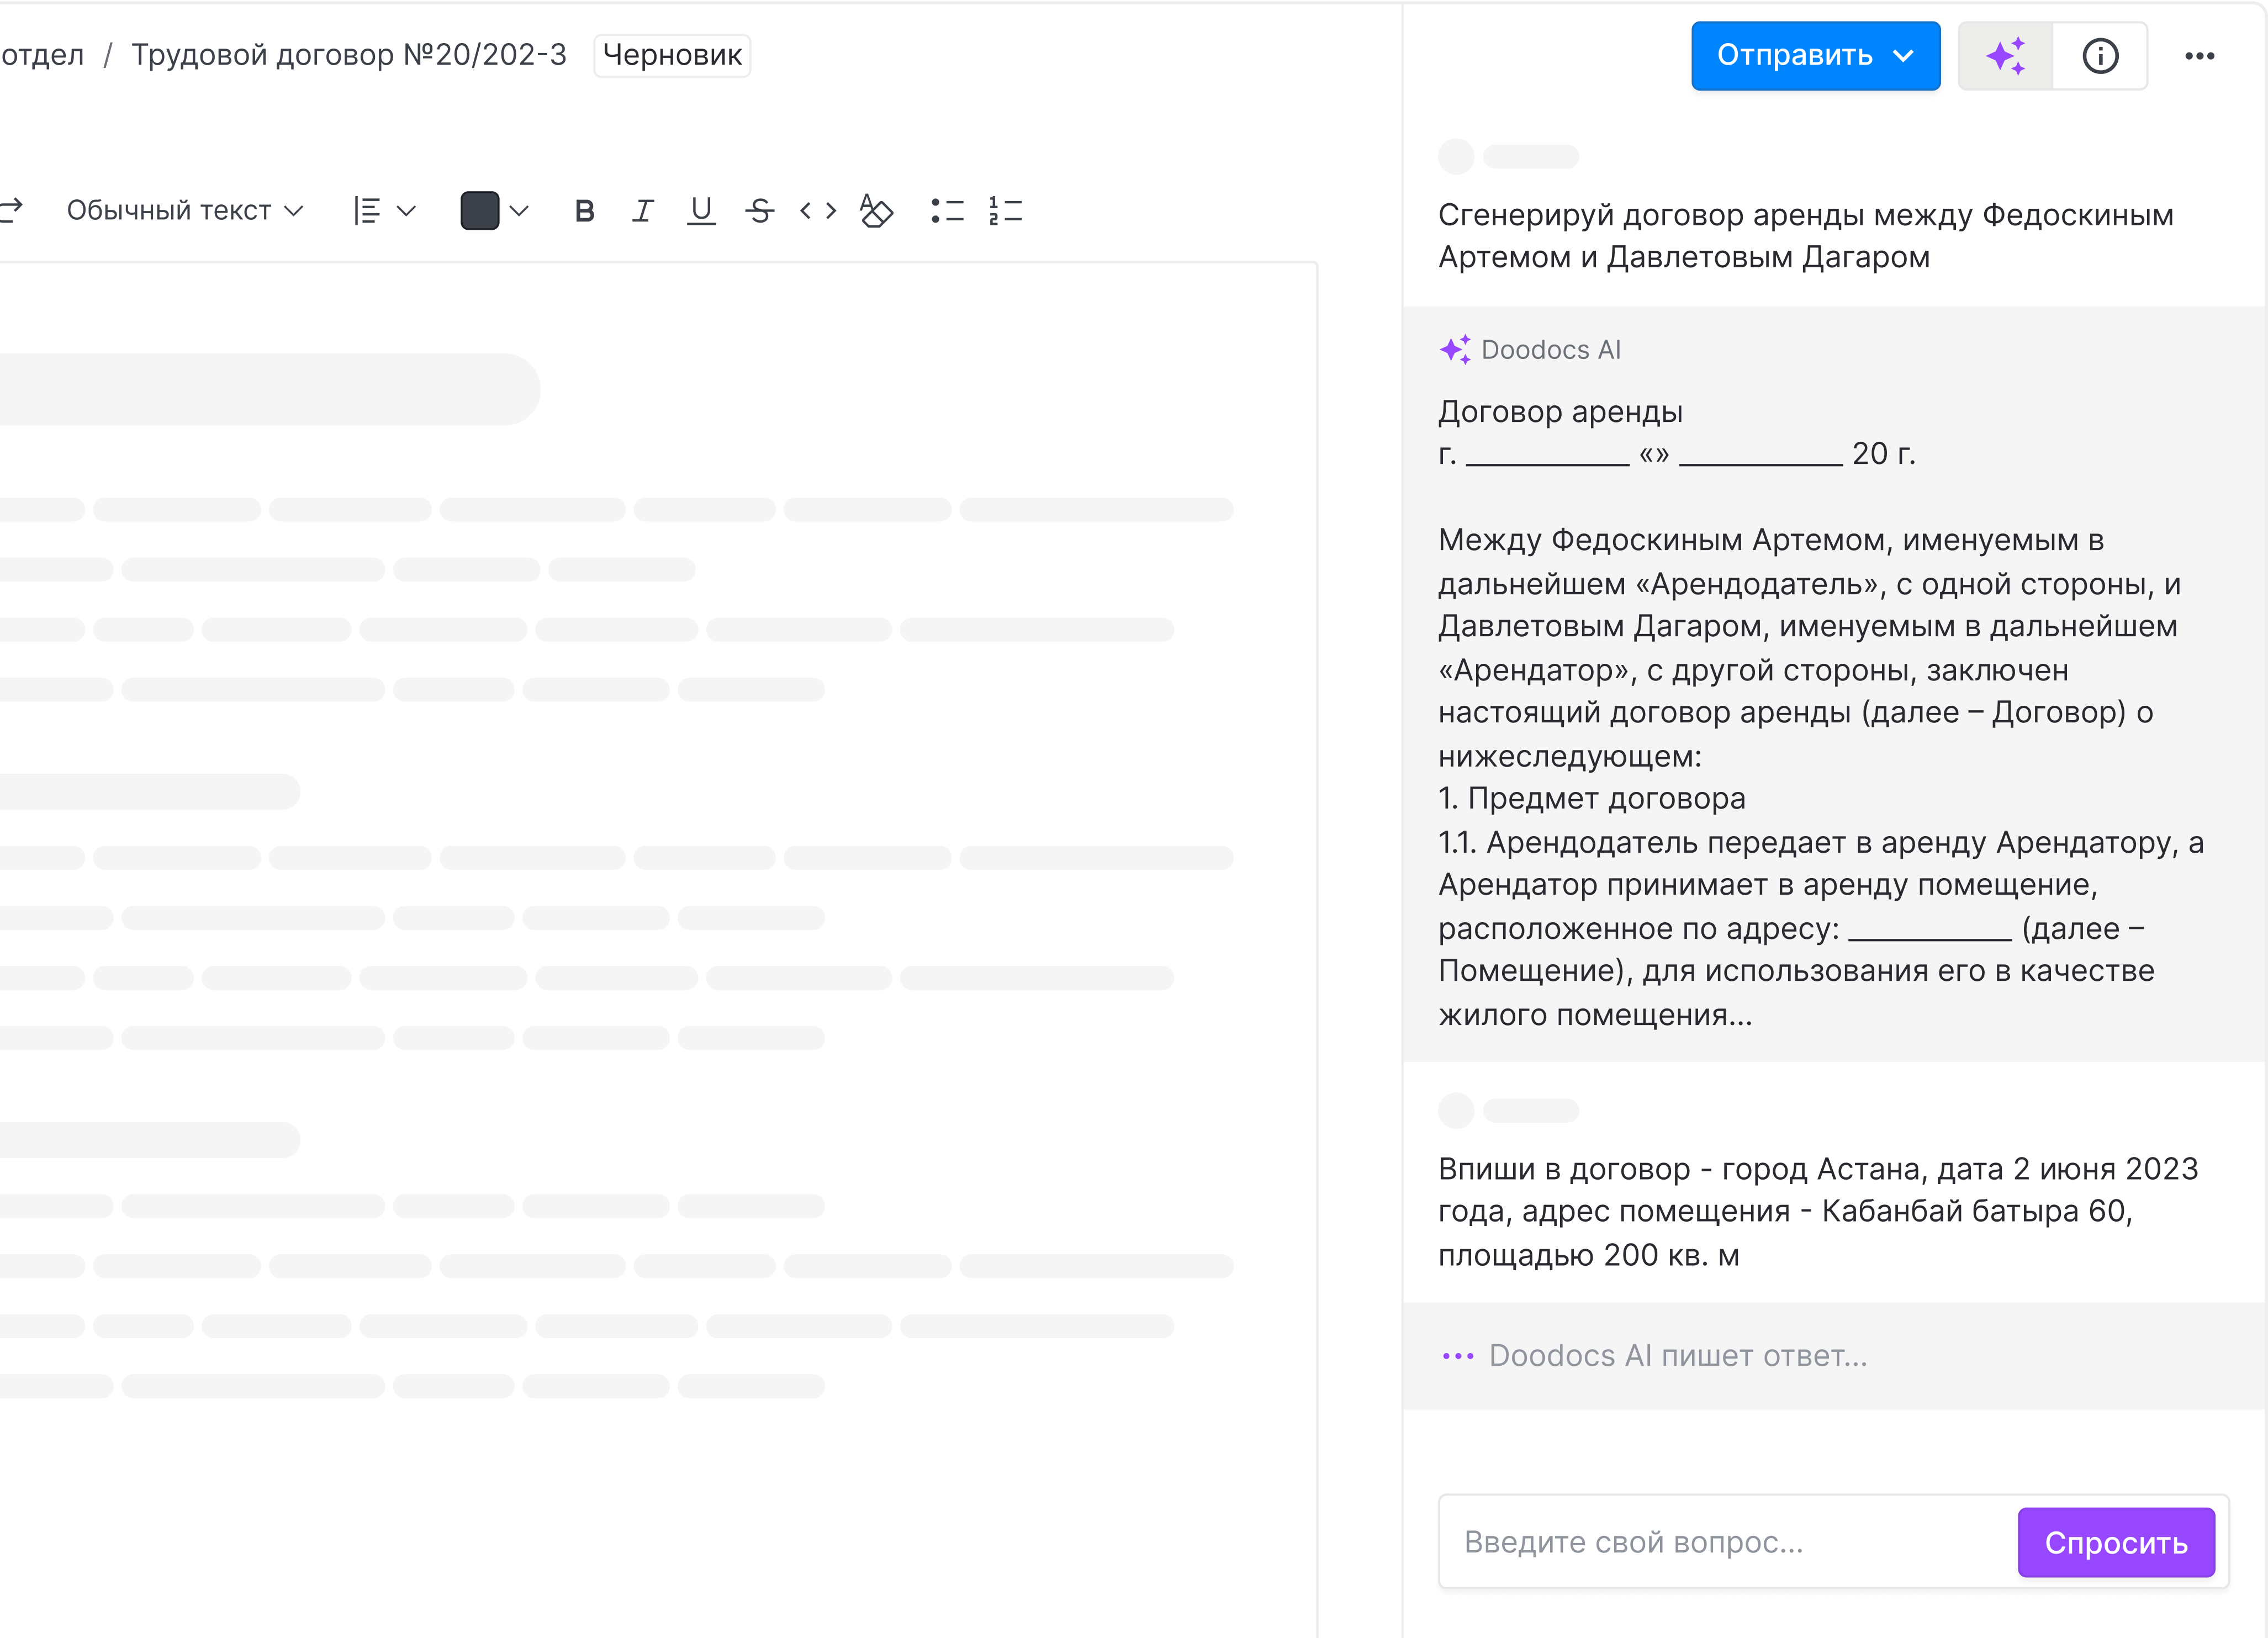 отдел / Трудовой договор №20/202-3 Черновик
Отправить
Обычный текст
Сгенерируй договор аренды между Федоскиным
Артемом и Давлетовым Дагаром
Doodocs AI
Договор аренды
г. __________ «» __________ 20 г.
Между Федоскиным Артемом, именуемым в
дальнейшем «Арендодатель», с одной стороны, и
Давлетовым Дагаром, именуемым в дальнейшем
«Арендатор», с другой стороны, заключен
настоящий договор аренды (далее – Договор) о
нижеследующем:
1. Предмет договора
1.1. Арендодатель передает в аренду Арендатору, а
Арендатор принимает в аренду помещение,
расположенное по адресу: __________ (далее –
Помещение), для использования его в качестве
жилого помещения...
Впиши в договор - город Астана, дата 2 июня 2023
года, адрес помещения - Кабанбай батыра 60,
площадью 200 кв. м
Doodocs AI пишет ответ...
Введите свой вопрос...
Спросить